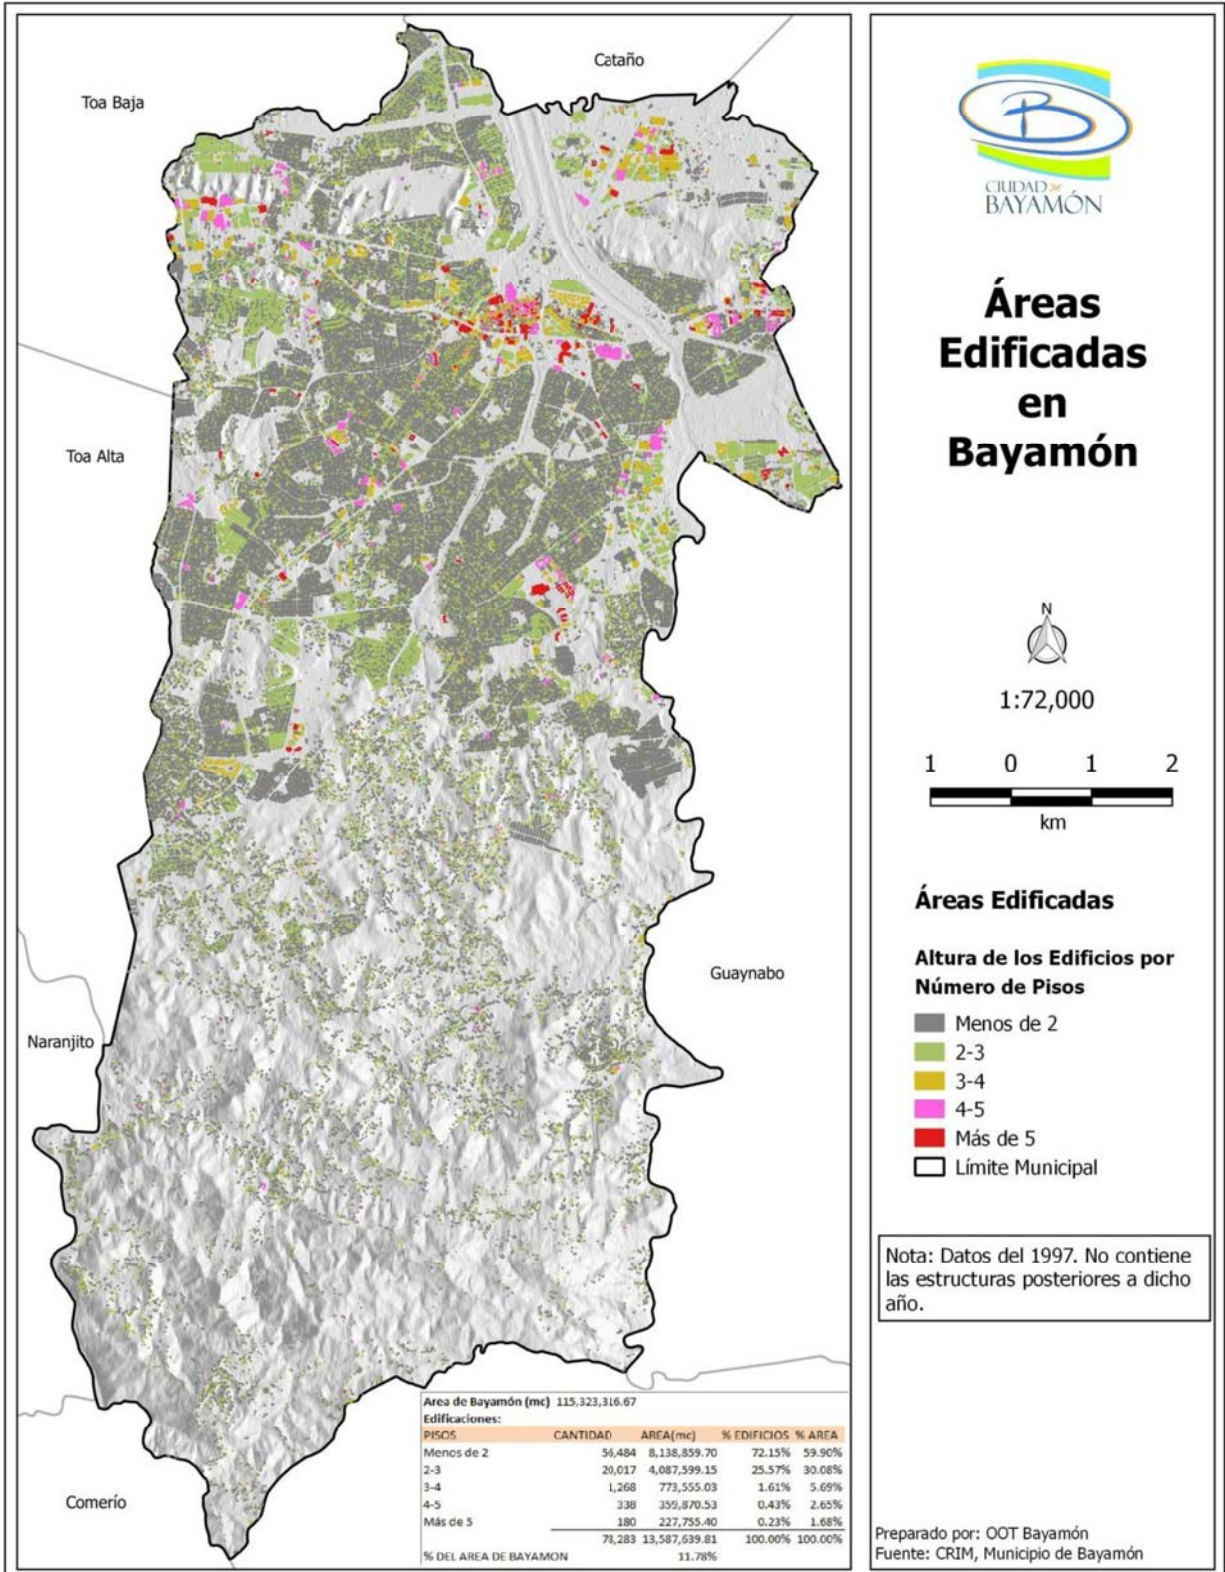 Cataño
Toa Baja
Toa Alta
Naranjito
Guaynabo
Comerío
Area de Bayamón (mc) 115,323,316.67
Edificaciones:
PISOS CANTIDAD AREA(mc) % EDIFICIOS % AREA
Menos de 2 56,484 8,138,859.70 72.15% 59.90%
2-3 20,017 4,087,599.15 25.57% 30.08%
3-4 1,268 773,555.03 1.61% 5.69%
4-5 338 359,870.53 0.43% 2.65%
Más de 5 180 227,755.40 0.23% 1.68%
78,283 13,587,639.81 100.00% 100.00%
% DEL AREA DE BAYAMON 11.78%
B
CIUDAD DE
BAYAMÓN
Áreas
Edificadas
en
Bayamón
N
1:72,000
1 0 1 2
km
Áreas Edificadas
Altura de los Edificios por
Número de Pisos
Menos de 2
2-3
3-4
4-5
Más de 5
Límite Municipal
Nota: Datos del 1997. No contiene
las estructuras posteriores a dicho
año.
Preparado por: OOT Bayamón
Fuente: CRIM, Municipio de Bayamón